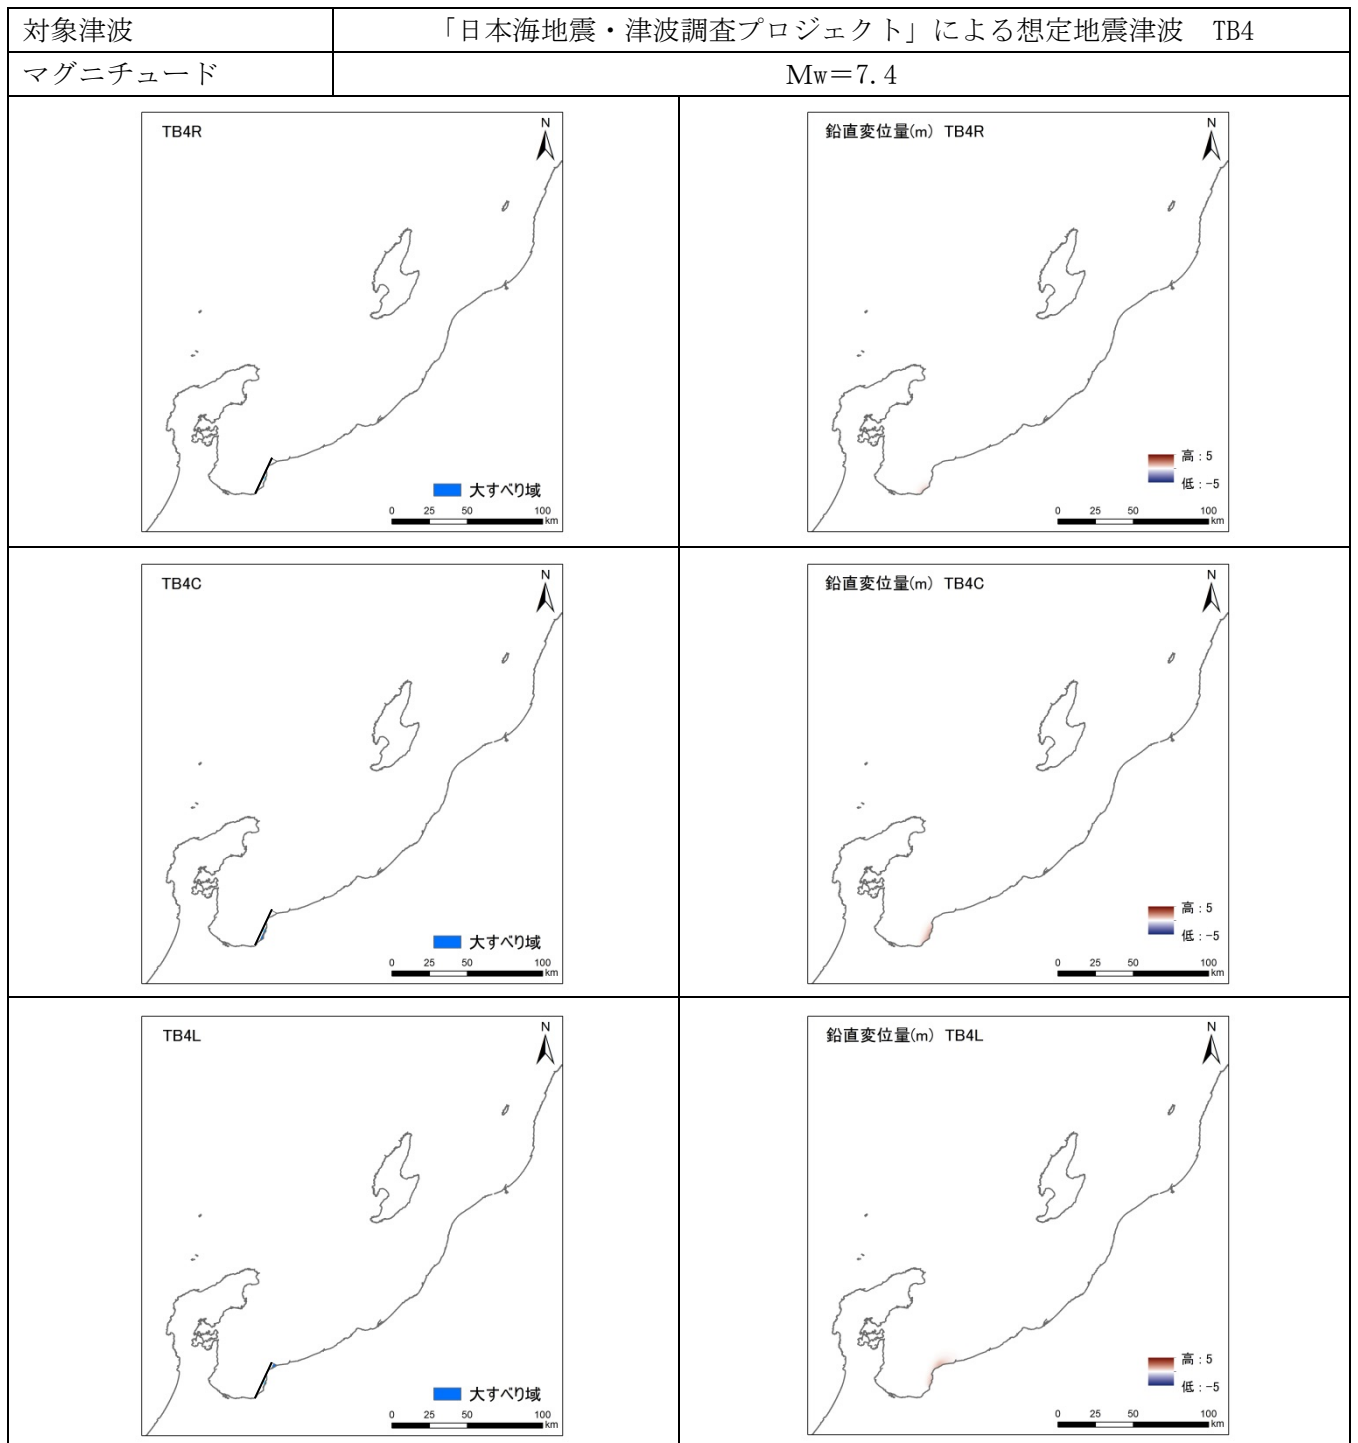 対象津波
「日本海地震・津波調査プロジェクト」による想定地震津波　TB4
マグニチュード
Mw＝7.4
TB4R
N
大すべり域
0 25 50 100
km
鉛直変位量(m) TB4R
N
高 : 5
低 : -5
0 25 50 100
km
TB4C
N
大すべり域
0 25 50 100
km
鉛直変位量(m) TB4C
N
高 : 5
低 : -5
0 25 50 100
km
TB4L
N
大すべり域
0 25 50 100
km
鉛直変位量(m) TB4L
N
高 : 5
低 : -5
0 25 50 100
km